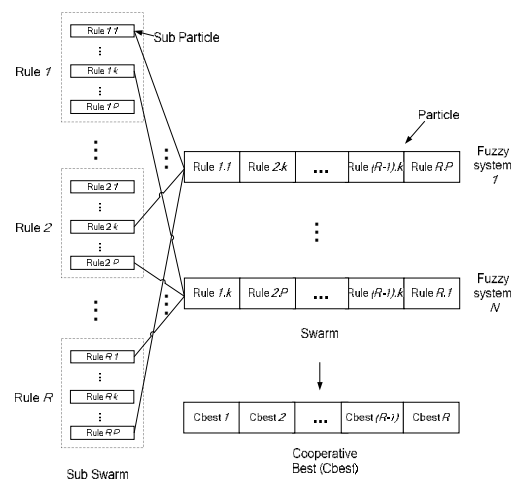 Rule 1
Rule 1 1
Rule 1 k
Rule 1 P
Sub Particle
Rule 2
Rule 2 1
Rule 2 k
Rule 2 P
Rule R
Rule R 1
Rule R k
Rule R P
Sub Swarm
Particle
Rule 1.1
Rule 2.k
...
Rule (R-1).k
Rule R.P
Fuzzy
system
1
Rule 1.k
Rule 2.P
...
Rule (R-1).k
Rule R.1
Fuzzy
system
N
Swarm
Cbest 1
Cbest 2
...
Cbest (R-1)
Cbest R
Cooperative
Best (Cbest)